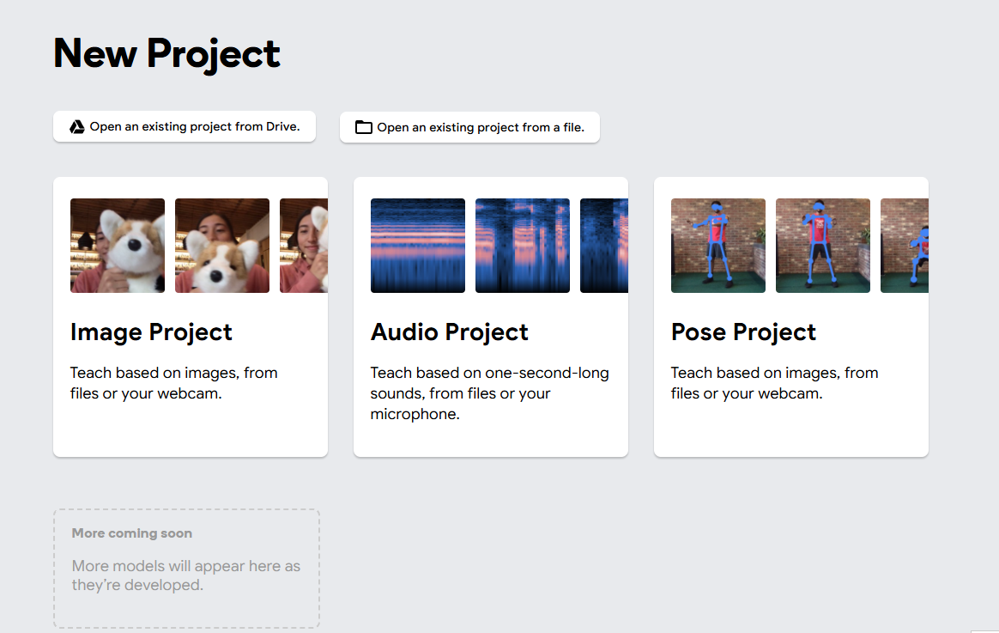 New Project
Open an existing project from Drive.
Open an existing project from a file.
Image Project
Teach based on images, from
files or your webcam.
Audio Project
Teach based on one-second-long
sounds, from files or your
microphone.
Pose Project
Teach based on images, from
files or your webcam.
More coming soon
More models will appear here as
they’re developed.